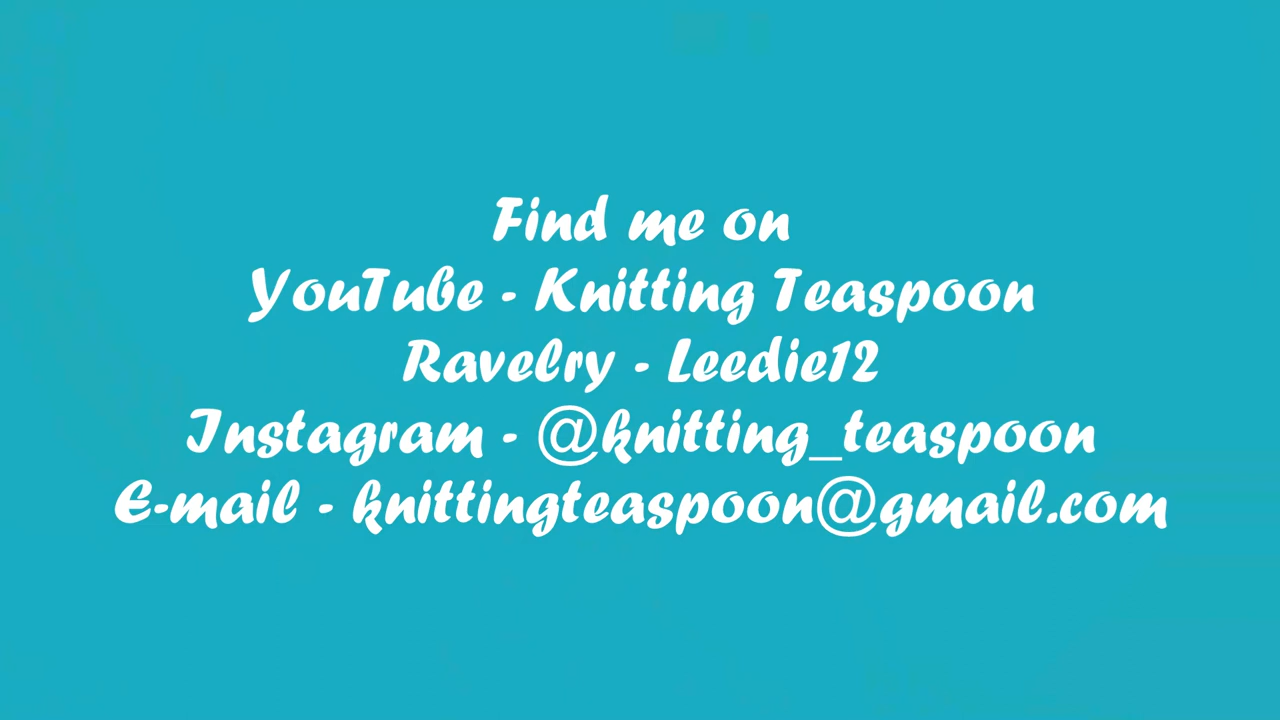 Find me on
YouTube - Knitting Teaspoon
Ravelry - Leedie12
Instagram - @knitting_teaspoon
E-mail - knittingteaspoon@gmail.com